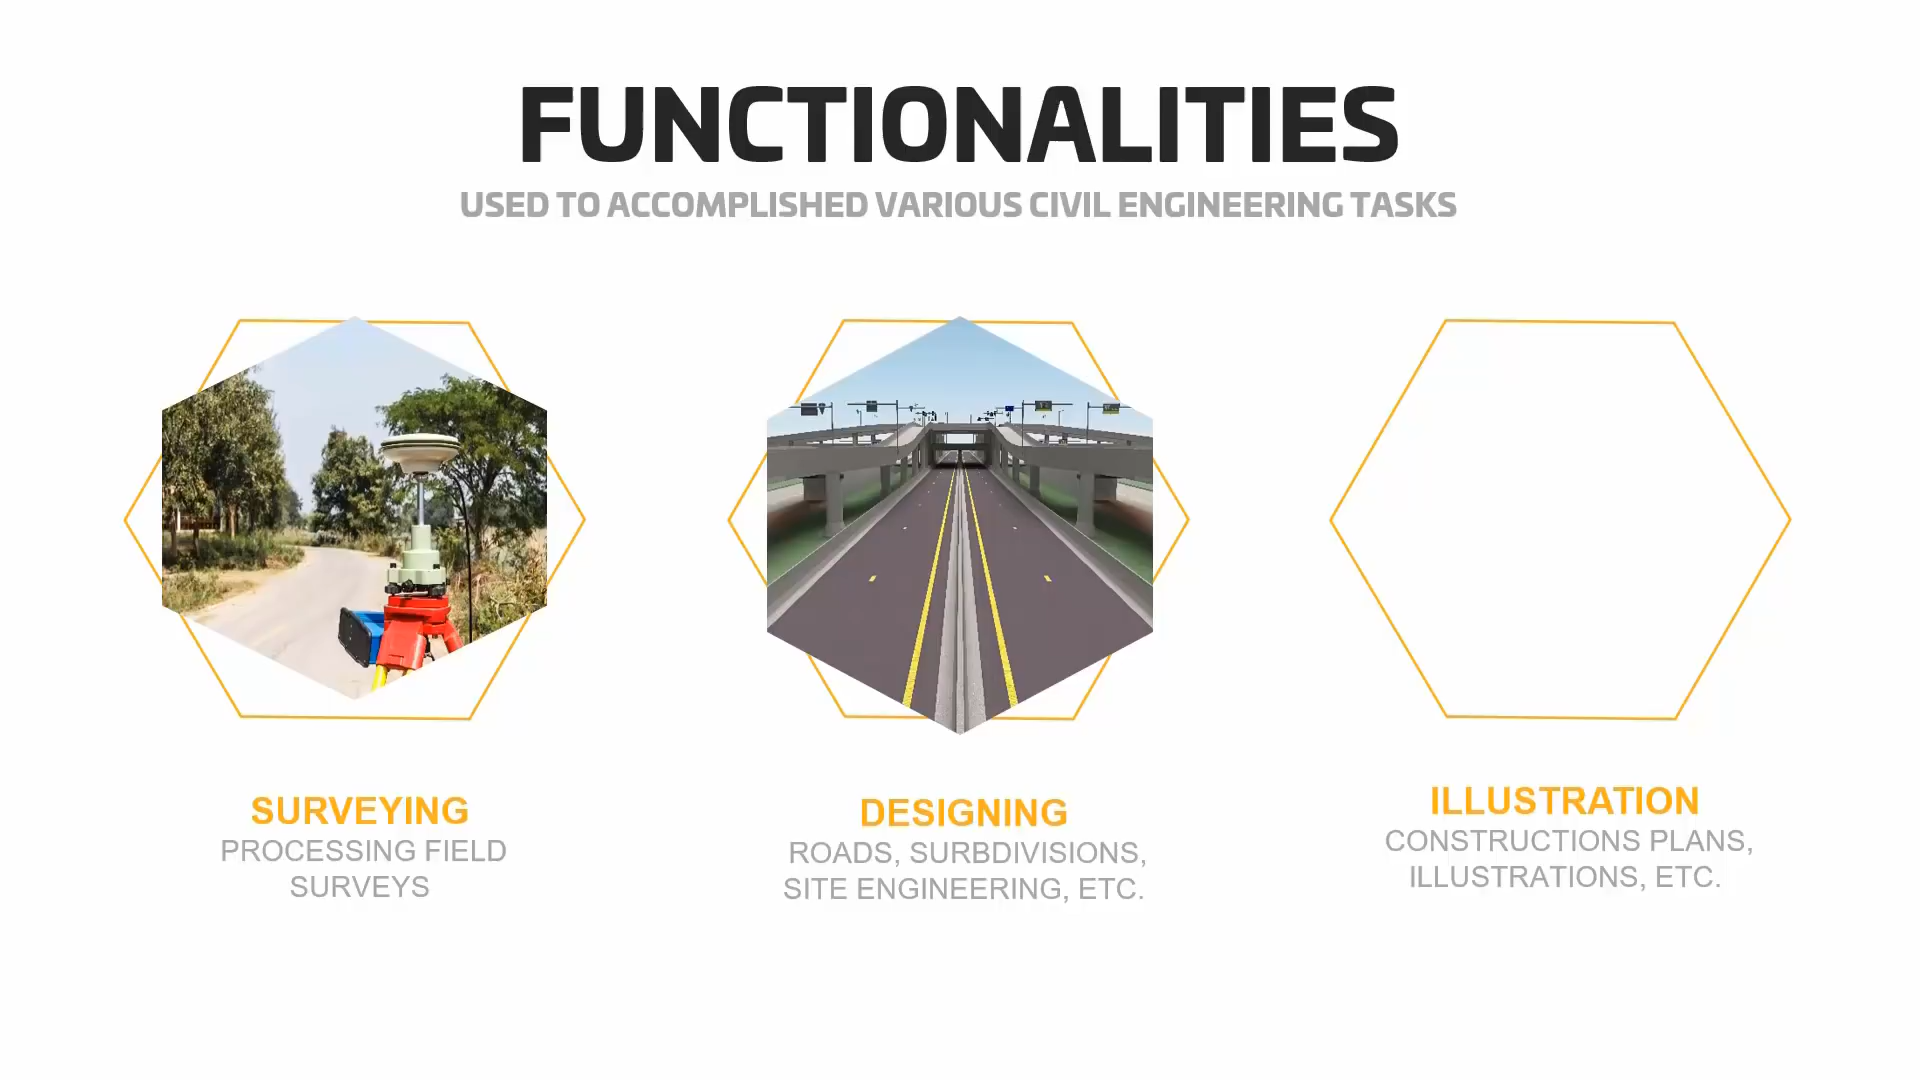 FUNCTIONALITIES
USED TO ACCOMPLISHED VARIOUS CIVIL ENGINEERING TASKS
SURVEYING
PROCESSING FIELD
SURVEYS
DESIGNING
ROADS, SURBDIVISIONS,
SITE ENGINEERING, ETC.
ILLUSTRATION
CONSTRUCTIONS PLANS,
ILLUSTRATIONS, ETC.